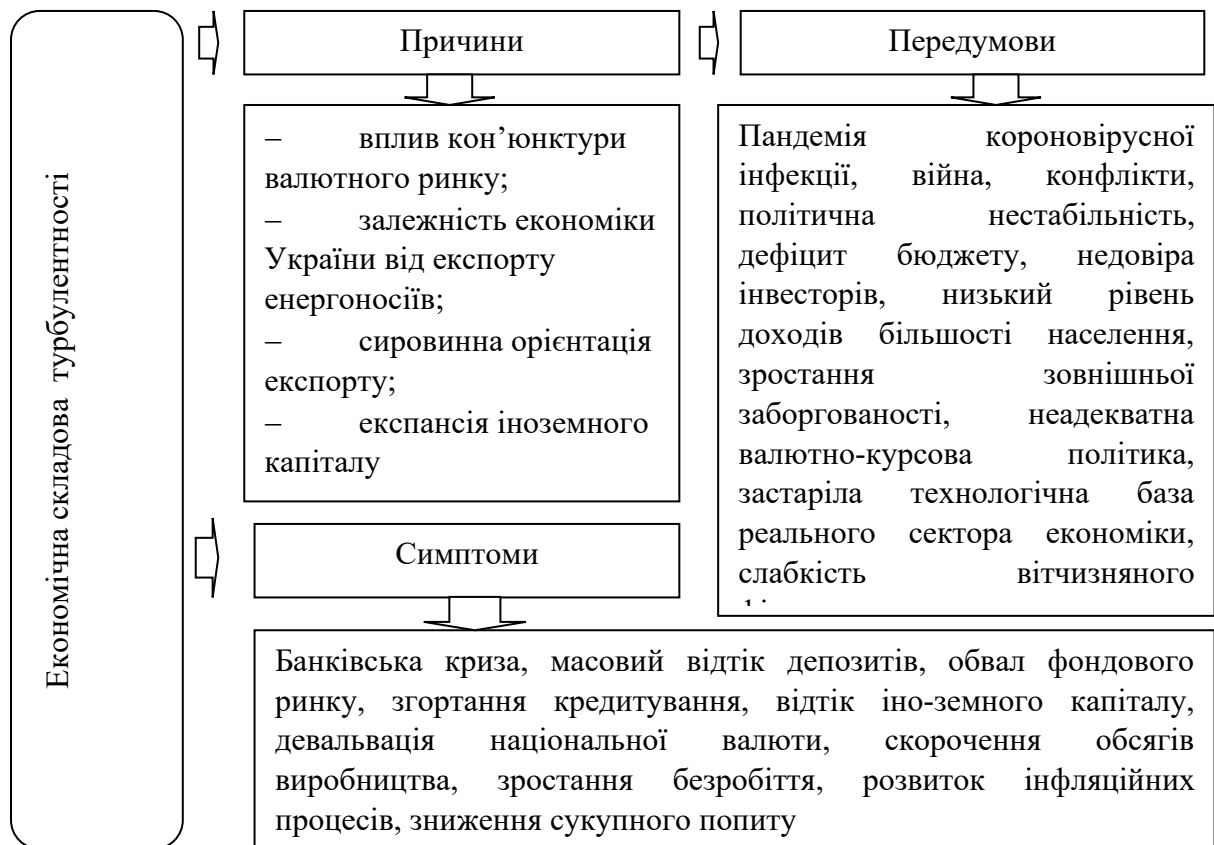 Економічна складова турбулентності
Причини
– вплив кон’юнктури
валютного ринку;
– залежність економіки
України від експорту
енергоносіїв;
– сировинна орієнтація
експорту;
– експансія іноземного
капіталу
Передумови
Пандемія короновірусної
інфекції, війна, конфлікти,
політична нестабільність,
дефіцит бюджету, недовіра
інвесторів, низький рівень
доходів більшості населення,
зростання зовнішньої
заборгованості, неадекватна
валютно-курсова політика,
застаріла технологічна база
реального сектора економіки,
слабкість вітчизняного
Симптоми
Банківська криза, масовий відтік депозитів, обвал фондового
ринку, згортання кредитування, відтік іно-земного капіталу,
девальвація національної валюти, скорочення обсягів
виробництва, зростання безробіття, розвиток інфляційних
процесів, зниження сукупного попиту